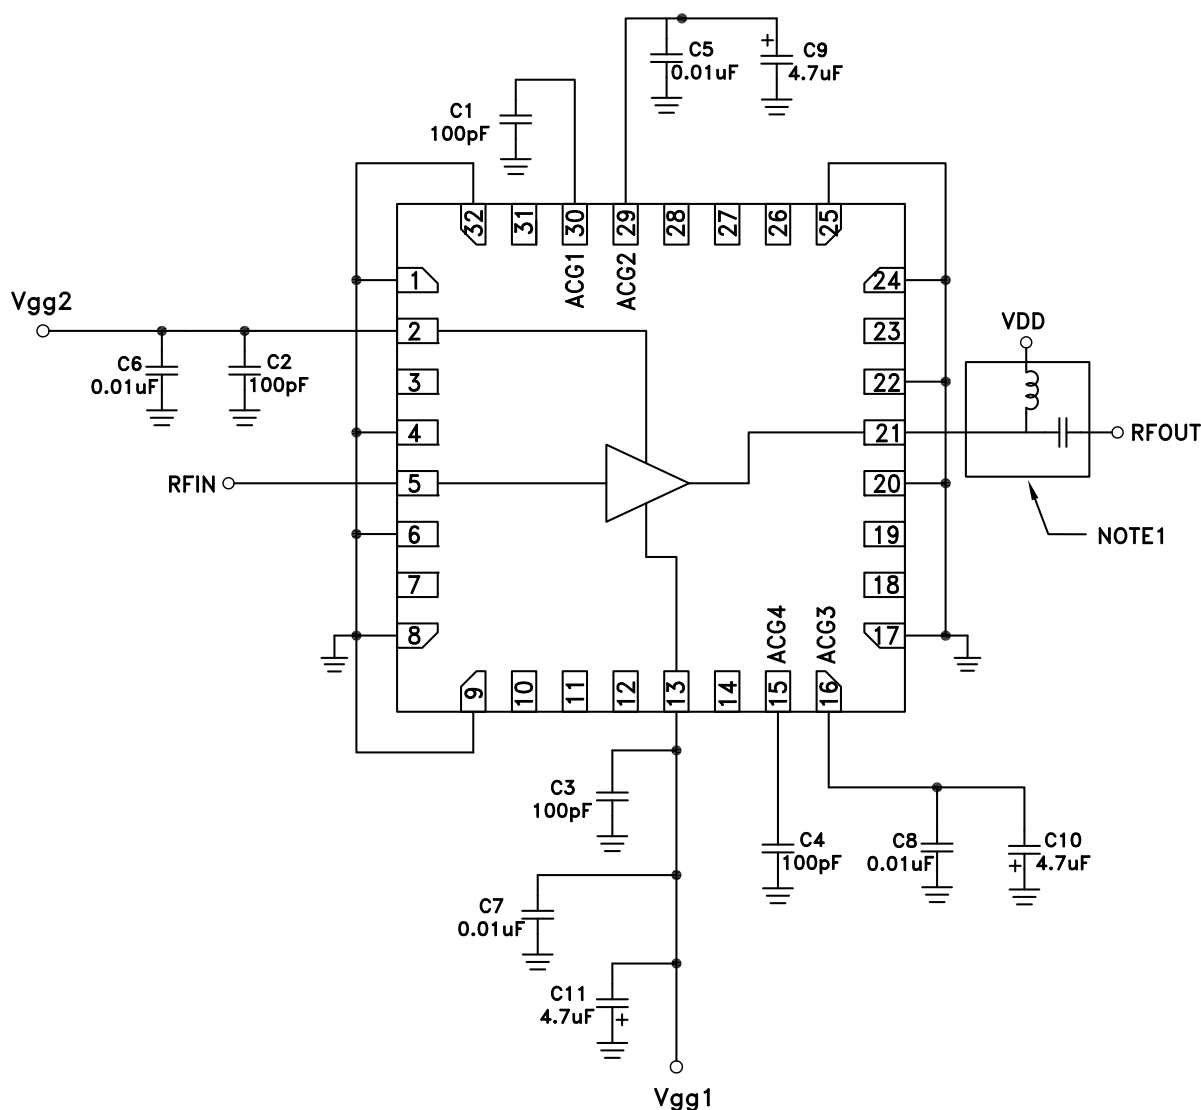 C5
0.01uF
+
C9
4.7uF
C1
100pF
32
31
30
29
28
27
26
25
ACG1
ACG2
1
24
Vgg2
2
23
VDD
C6
0.01uF
C2
100pF
3
22
4
21
RFOUT
RFIN
5
20
6
19
NOTE1
7
18
8
17
ACG4
ACG3
9
10
11
12
13
14
15
16
C3
100pF
C4
100pF
C8
0.01uF
C10
+
4.7uF
C7
0.01uF
C11
4.7uF
+
Vgg1